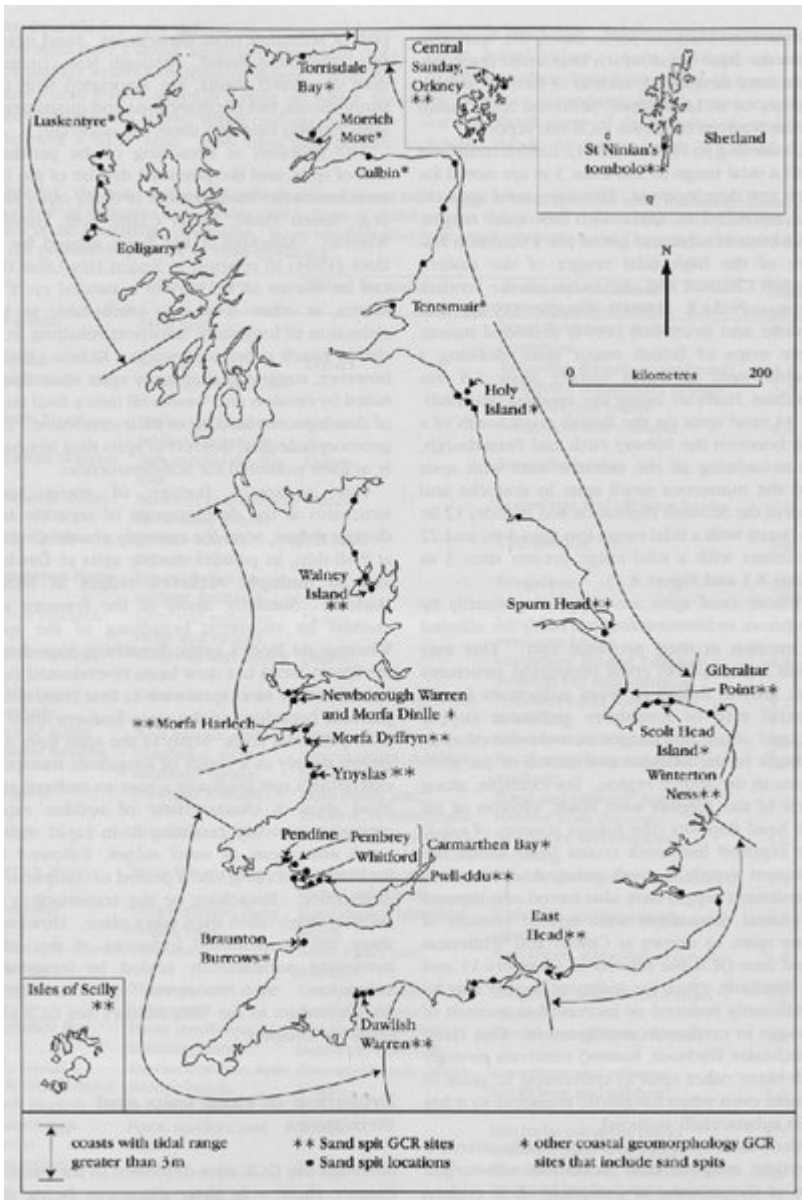 Torrisdale
Bay*
Central
Sanday,
Orkney
**
Luskentyre*
Morrich
More*
Shetland
St Ninian's
tombolo**
Culbin*
q
Eoligarry*
N
Tentsmuir*
0 200
kilometres
Holy
Island*
Walney
Island
**
Spurn Head**
Gibraltar
Point**
Newborough Warren
and Morfa Dinlle*
**Morfa Harlech
Morfa Dyffryn**
Scolt Head
Island*
Ynyslas**
Winterton
Ness**
Pendine
Pembrey
Whitford
Carmarthen Bay*
Pwll-ddu**
East
Head**
Braunton
Burrows*
Isles of Scilly
**
Dawlish
Warren**
coasts with tidal range
greater than 3m
** Sand spit GCR sites
• Sand spit locations
* other coastal geomorphology GCR
sites that include sand spits